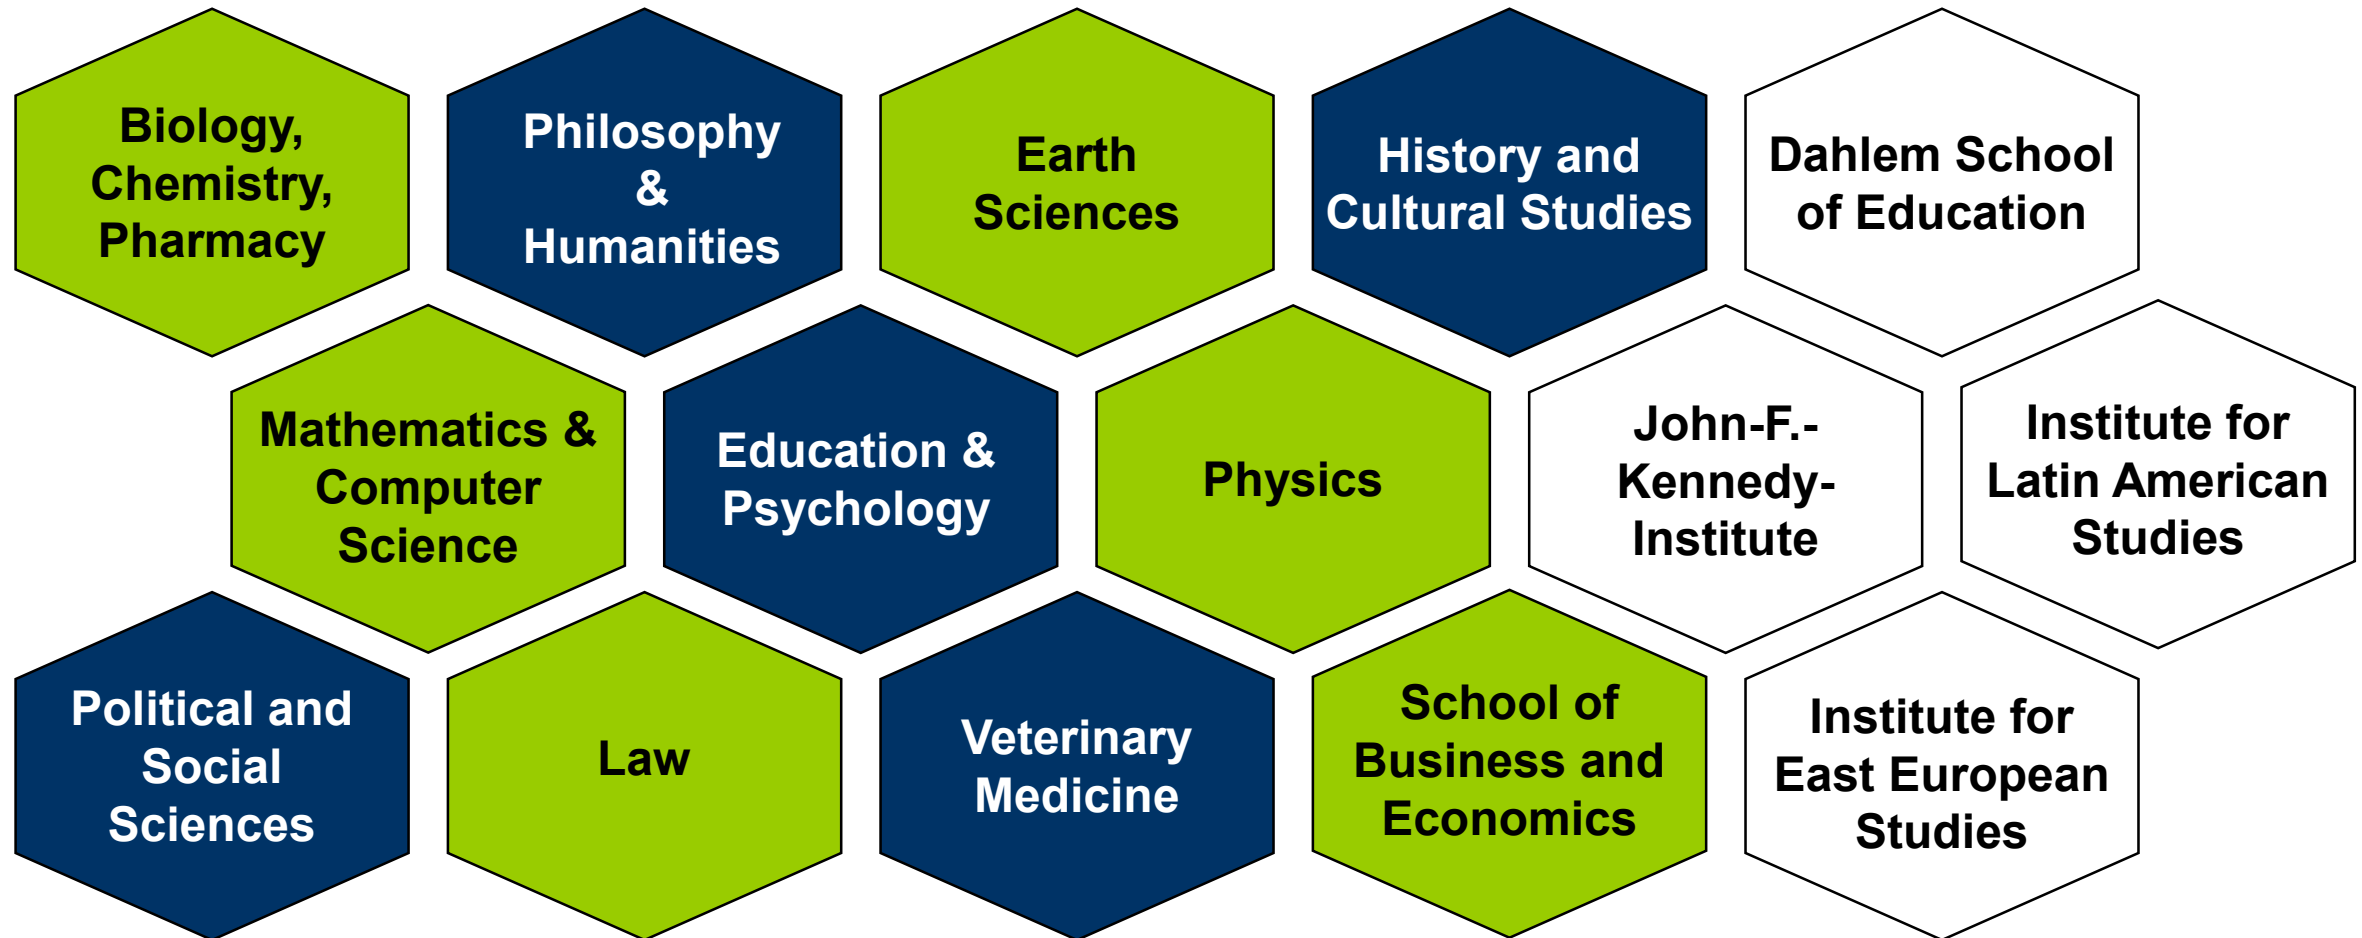 Biology,
Chemistry,
Pharmacy
Philosophy
&
Humanities
Earth
Sciences
History and
Cultural Studies
Dahlem School
of Education
Mathematics &
Computer
Science
Education &
Psychology
Physics
John-F.-
Kennedy-
Institute
Institute for
Latin American
Studies
Political and
Social
Sciences
Law
Veterinary
Medicine
School of
Business and
Economics
Institute for
East European
Studies